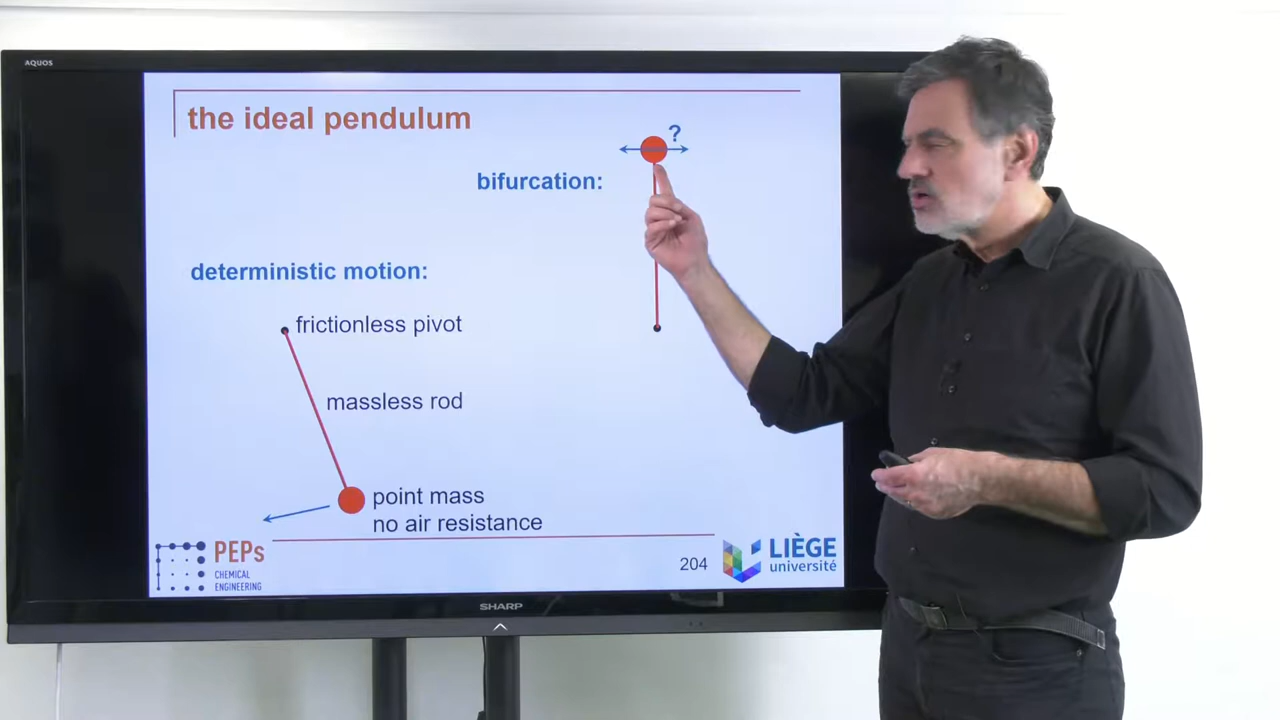 AQUOS
the ideal pendulum
?
bifurcation:
deterministic motion:
frictionless pivot
massless rod
point mass
no air resistance
PEPs
CHEMICAL
ENGINEERING
204
LIÈGE
université
SHARP